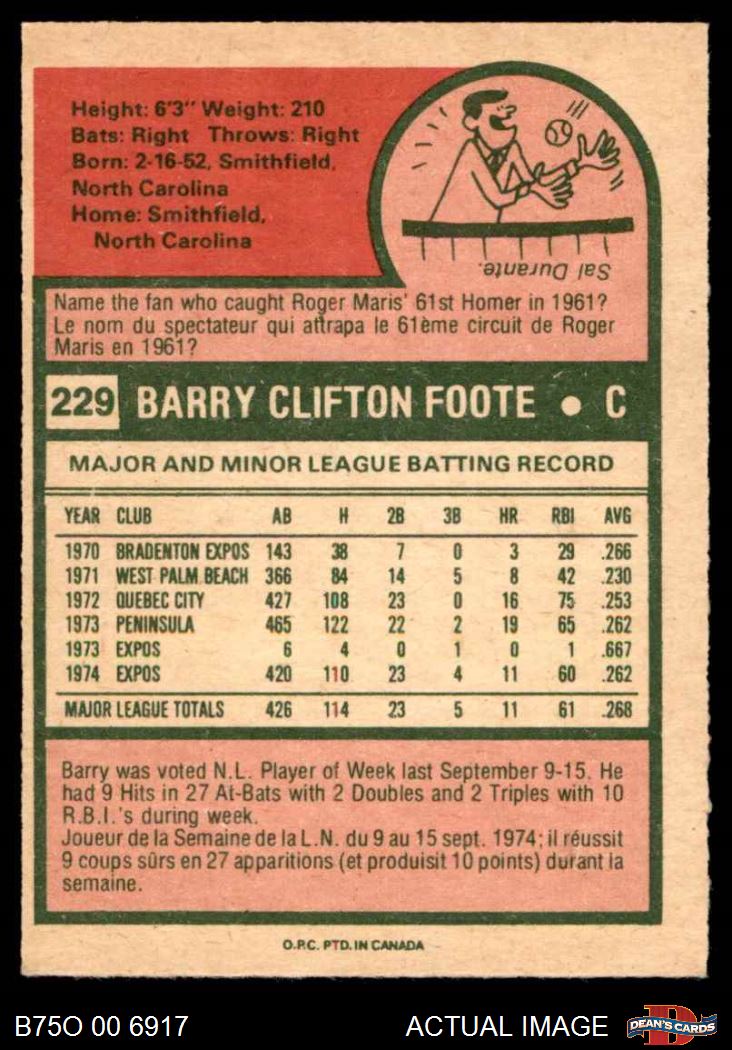 Height: 6'3" Weight: 210
Bats: Right Throws: Right
Born: 2-16-52, Smithfield,
North Carolina
Home: Smithfield,
North Carolina
Sal Durante.
Name the fan who caught Roger Maris' 61st Homer in 1961?
Le nom du spectateur qui attrapa le 61ème circuit de Roger
Maris en 1961?
229 BARRY CLIFTON FOOTE • C
MAJOR AND MINOR LEAGUE BATTING RECORD
YEAR CLUB AB H 2B 3B HR RBI AVG
1970 BRADENTON EXPOS 143 38 7 0 3 29 .266
1971 WEST PALM BEACH 366 84 14 5 8 42 .230
1972 QUEBEC CITY 427 108 23 0 16 75 .253
1973 PENINSULA 465 122 22 2 19 65 .262
1973 EXPOS 6 4 0 1 0 1 .667
1974 EXPOS 420 110 23 4 11 60 .262
MAJOR LEAGUE TOTALS 426 114 23 5 11 61 .268
Barry was voted N.L. Player of Week last September 9-15. He
had 9 Hits in 27 At-Bats with 2 Doubles and 2 Triples with 10
R.B.I.'s during week.
Joueur de la Semaine de la L.N. du 9 au 15 sept. 1974; il réussit
9 coups sûrs en 27 apparitions (et produisit 10 points) durant la
semaine.
O.P.C. PTD. IN CANADA
B75O 00 6917 ACTUAL IMAGE DEAN'S CARDS